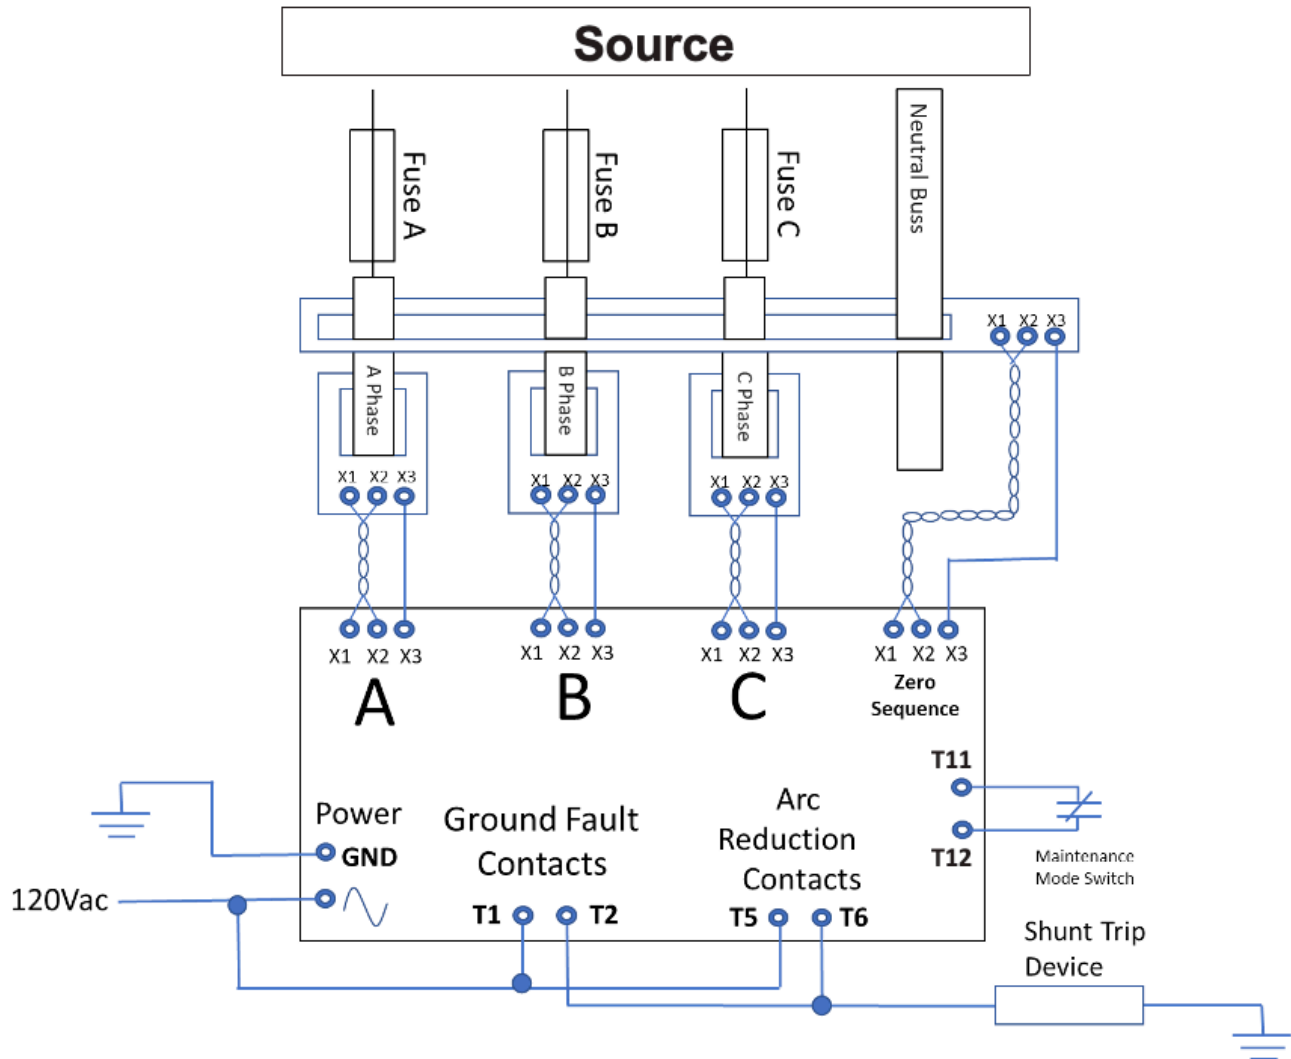 Source
Fuse A
Fuse B
Fuse C
Neutral Buss
X1 X2 X3
A Phase
B Phase
C Phase
X1 X2 X3
X1 X2 X3
X1 X2 X3
X1 X2 X3
X1 X2 X3
X1 X2 X3
X1 X2 X3
A
B
C
Zero
Sequence
T11
T12
Maintenance
Mode Switch
Power
GND
120Vac
Ground Fault
Contacts
T1
T2
Arc
Reduction
Contacts
T5
T6
Shunt Trip
Device